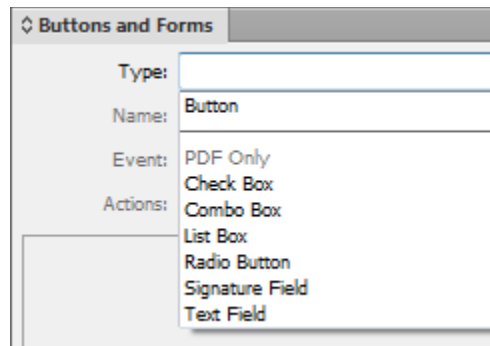 Buttons and Forms
Type:
Name:
Button
Event:
PDF Only
Check Box
Actions:
Combo Box
List Box
Radio Button
Signature Field
Text Field